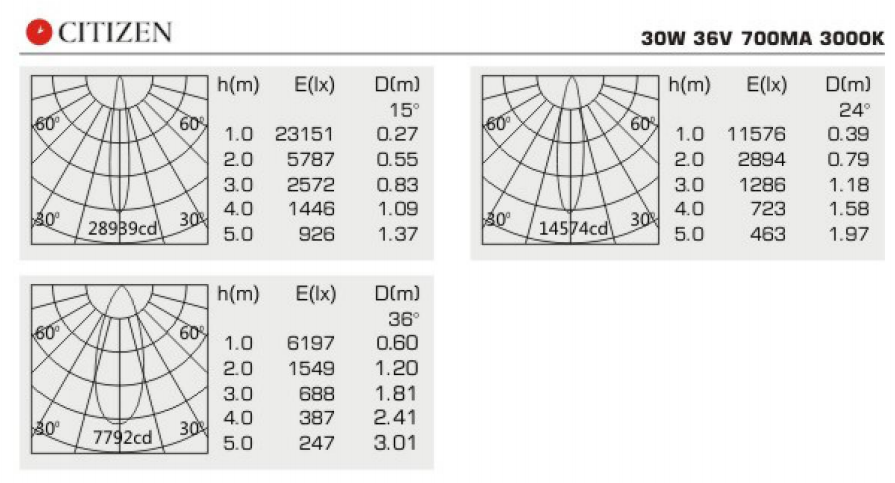 CITIZEN
30W 36V 700MA 3000K
h(m) E(lx) D(m)
15°
1.0 23151 0.27
2.0 5787 0.55
3.0 2572 0.83
4.0 1446 1.09
5.0 926 1.37
60° 60°
30° 28939cd 30°
h(m) E(lx) D(m)
24°
1.0 11576 0.39
2.0 2894 0.79
3.0 1286 1.18
4.0 723 1.58
5.0 463 1.97
60° 60°
30° 14574cd 30°
h(m) E(lx) D(m)
36°
1.0 6197 0.60
2.0 1549 1.20
3.0 688 1.81
4.0 387 2.41
5.0 247 3.01
60° 60°
30° 7792cd 30°